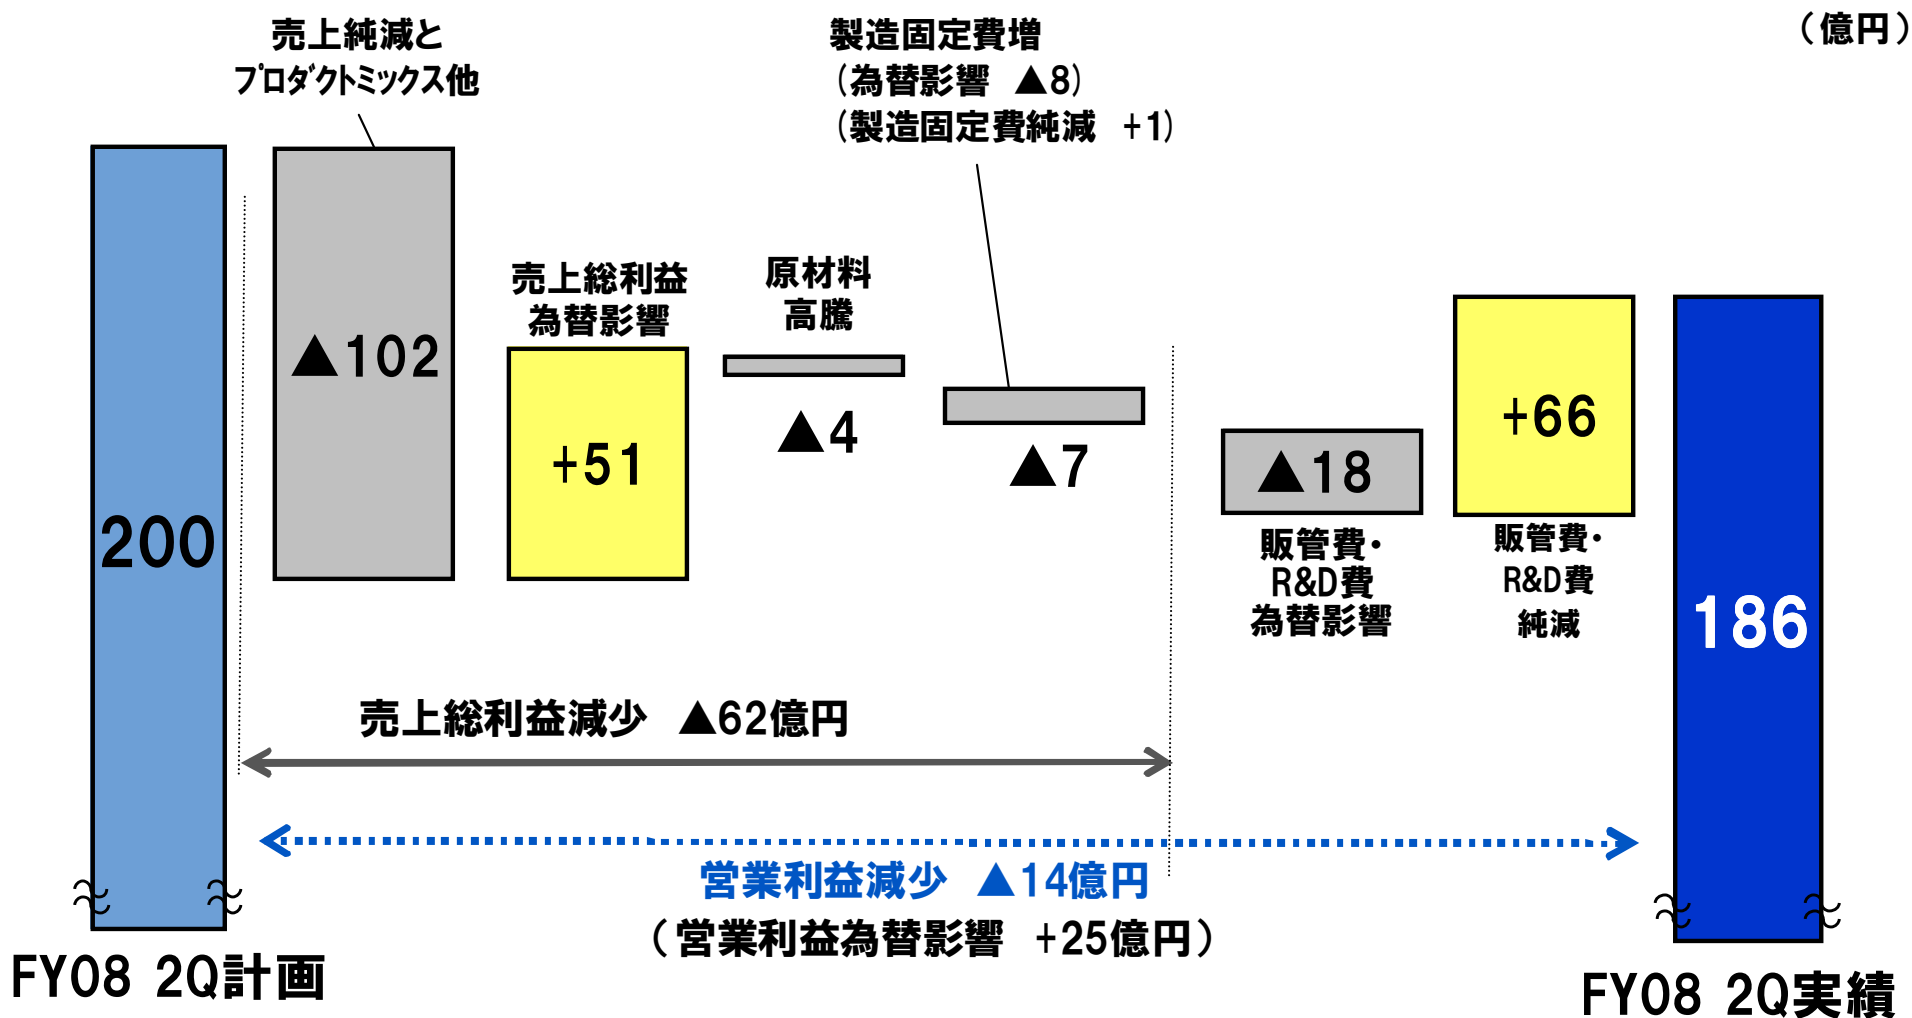 （億円）
売上純減と
プロダクトミックス他
製造固定費増
(為替影響　▲8)
(製造固定費純減　+1)
売上総利益
為替影響
原材料
高騰
▲102
+51
▲4
▲7
+66
▲18
200
販管費・
R&D費
為替影響
販管費・
R&D費
純減
186
売上総利益減少　▲62億円
営業利益減少　▲14億円
（営業利益為替影響　+25億円）
FY08 2Q計画
FY08 2Q実績